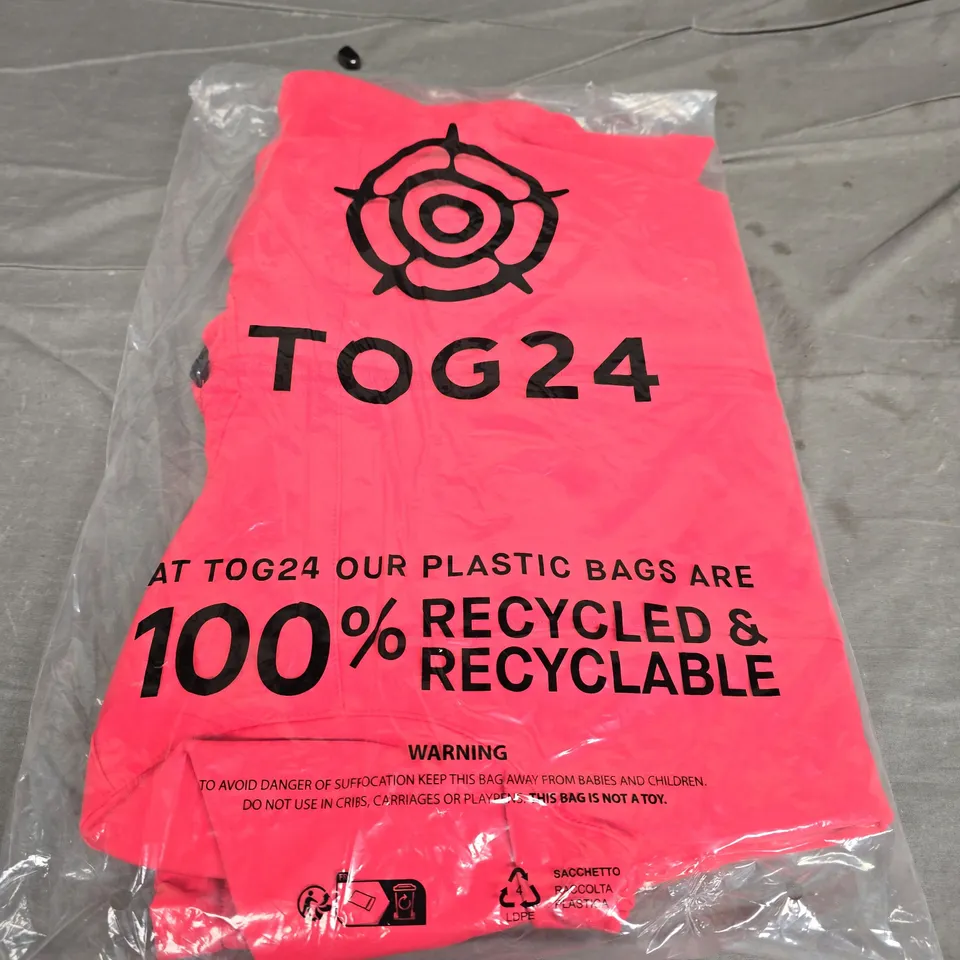 TOG24
AT TOG24 OUR PLASTIC BAGS ARE
100% RECYCLED &
RECYCLABLE
WARNING
TO AVOID DANGER OF SUFFOCATION KEEP THIS BAG AWAY FROM BABIES AND CHILDREN.
DO NOT USE IN CRIBS, CARRIAGES OR PLAYPENS. THIS BAG IS NOT A TOY.
4
LDPE
SACCHETTO
RACCOLTA
PLASTICA